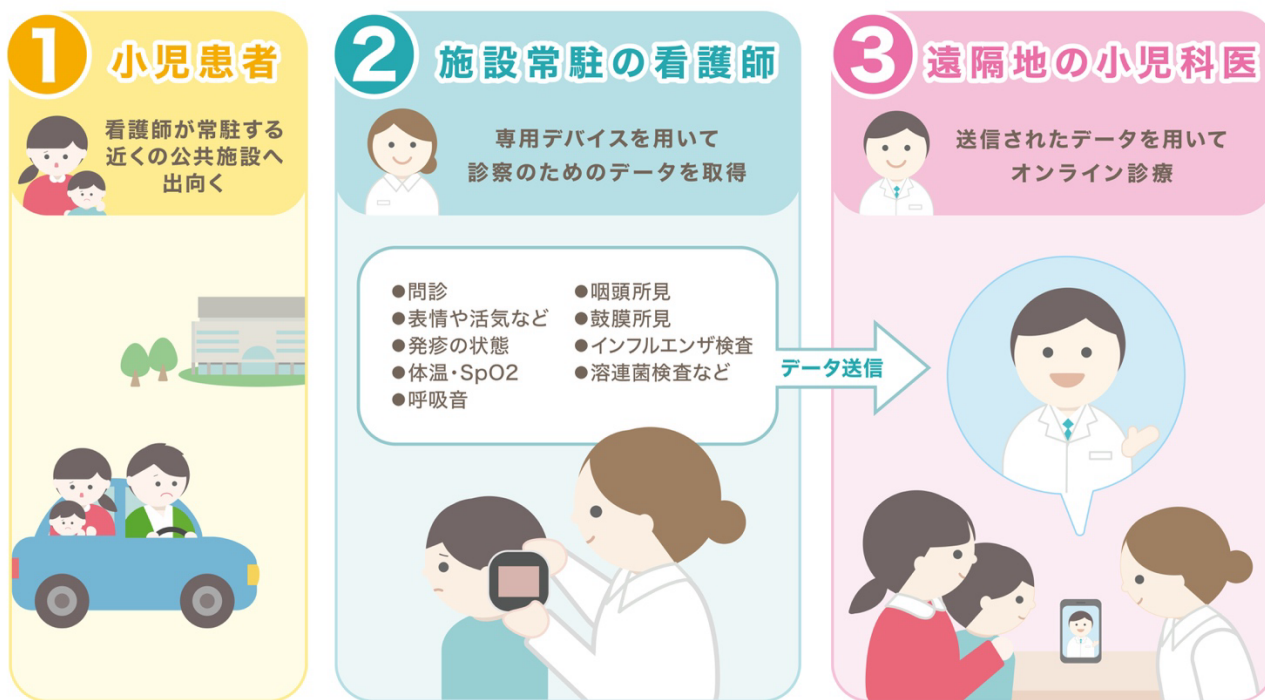 1 小児患者
看護師が常駐する
近くの公共施設へ
出向く
2 施設常駐の看護師
専用デバイスを用いて
診察のためのデータを取得
●問診
●表情や活気など
●発疹の状態
●体温・SpO2
●呼吸音
●咽頭所見
●鼓膜所見
●インフルエンザ検査
●溶連菌検査など
データ送信
3 遠隔地の小児科医
送信されたデータを用いて
オンライン診療